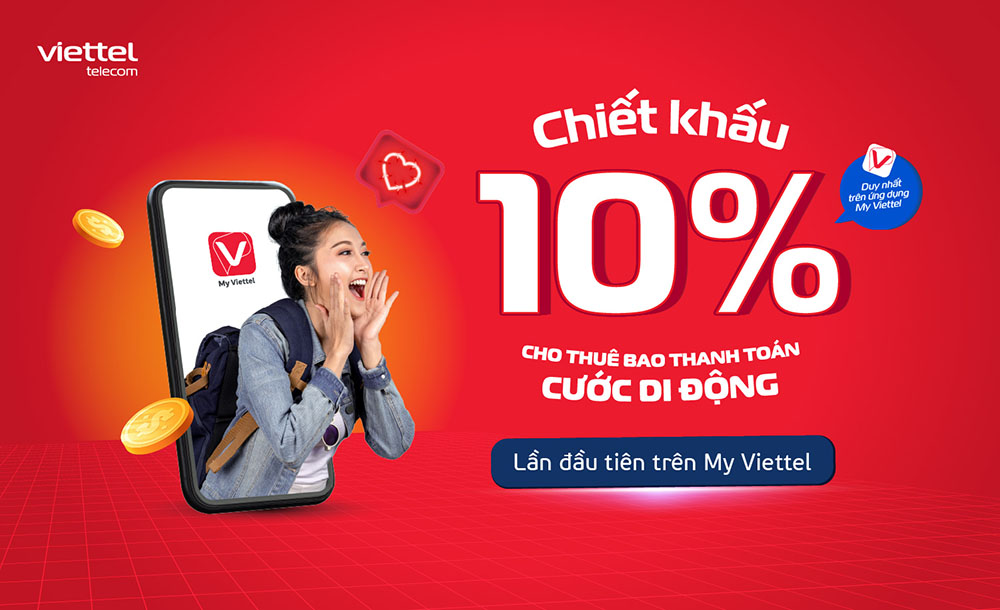 viettel
telecom
Chiết khấu
10%
Duy nhất
trên ứng dụng
My Viettel
My Viettel
CHO THUÊ BAO THANH TOÁN
CƯỚC DI ĐỘNG
Lần đầu tiên trên My Viettel